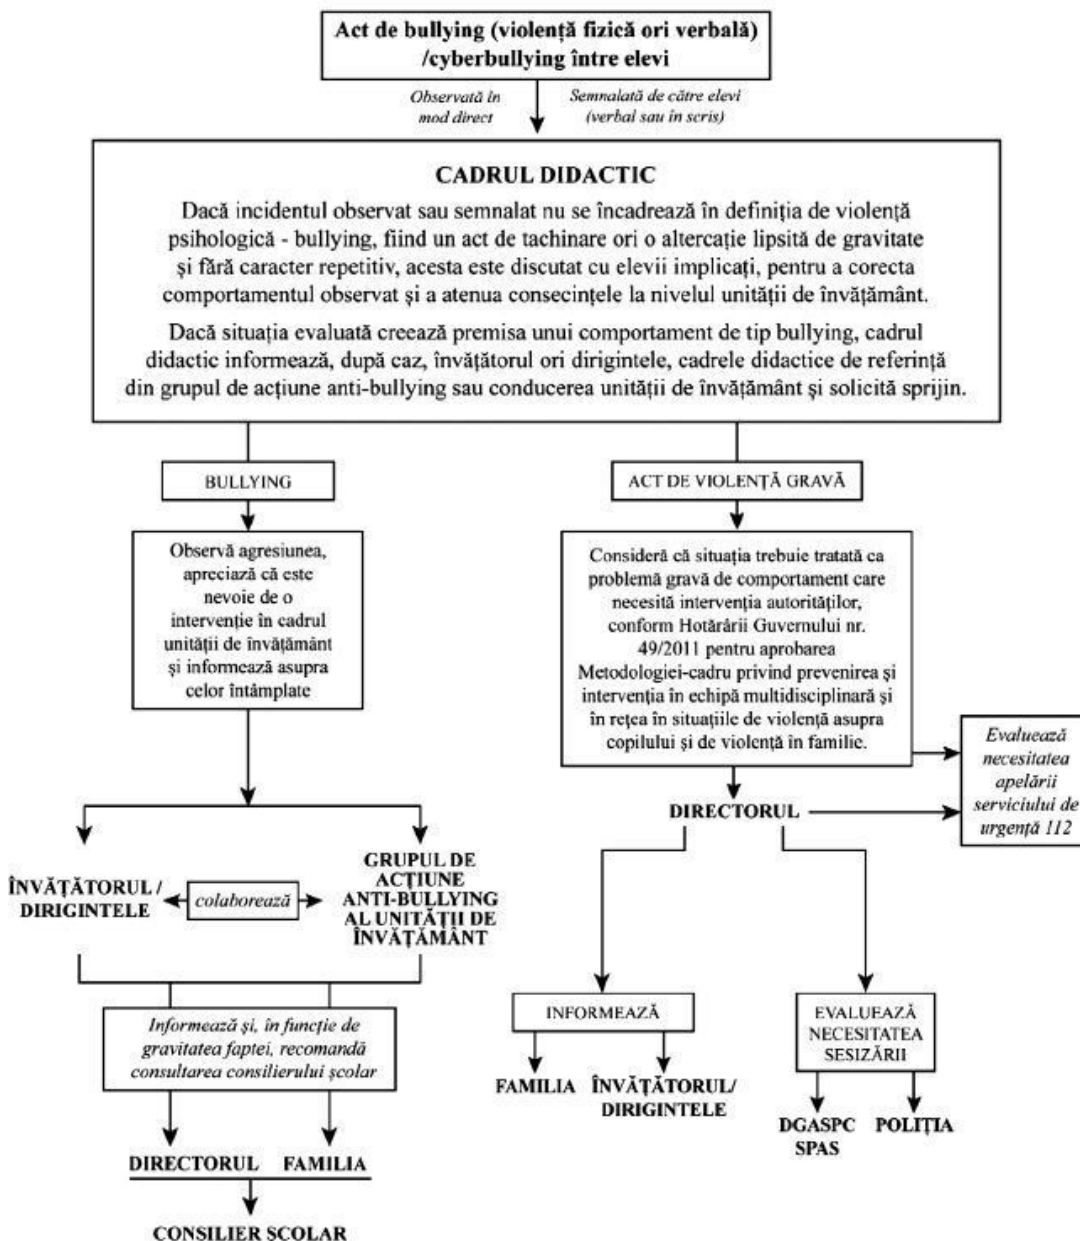 Act de bullying (violență fizică ori verbală)
/cyberbullying între elevi
Observată în
mod direct
Semnalată de către elevi
(verbal sau în scris)
CADRUL DIDACTIC
Dacă incidentul observat sau semnalat nu se încadrează în definiția de violență
psihologică - bullying, fiind un act de tachinare ori o altercație lipsită de gravitate
și fără caracter repetitiv, acesta este discutat cu elevii implicați, pentru a corecta
comportamentul observat și a atenua consecințele la nivelul unității de învățământ.
Dacă situația evaluată creează premisa unui comportament de tip bullying, cadrul
didactic informează, după caz, învățătorul ori dirigintele, cadrele didactice de referință
din grupul de acțiune anti-bullying sau conducerea unității de învățământ și solicită sprijin.
BULLYING
Observă agresiunea,
apreciază că este
nevoie de o
intervenție în cadrul
unității de învățământ
și informează asupra
celor întâmplate
ÎNVĂȚĂTORUL /
DIRIGINTELE
colaborează
GRUPUL DE
ACȚIUNE
ANTI-BULLYING
AL UNITĂȚII DE
ÎNVĂȚĂMÂNT
Informează și, în funcție de
gravitatea faptei, recomandă
consultarea consilierului școlar
DIRECTORUL
FAMILIA
CONSILIER ȘCOLAR
ACT DE VIOLENȚĂ GRAVĂ
Consideră că situația trebuie tratată ca
problemă gravă de comportament care
necesită intervenția autorităților,
conform Hotărârii Guvernului nr.
49/2011 pentru aprobarea
Metodologiei-cadru privind prevenirea și
intervenția în echipă multidisciplinară și
în rețea în situațiile de violență asupra
copilului și de violență în familie.
Evaluează
necesitatea
apelării
serviciului de
urgență 112
DIRECTORUL
INFORMEAZĂ
FAMILIA
ÎNVĂȚĂTORUL/
DIRIGINTELE
EVALUEAZĂ
NECESITATEA
SESIZĂRII
DGASPC
SPAS
POLIȚIA